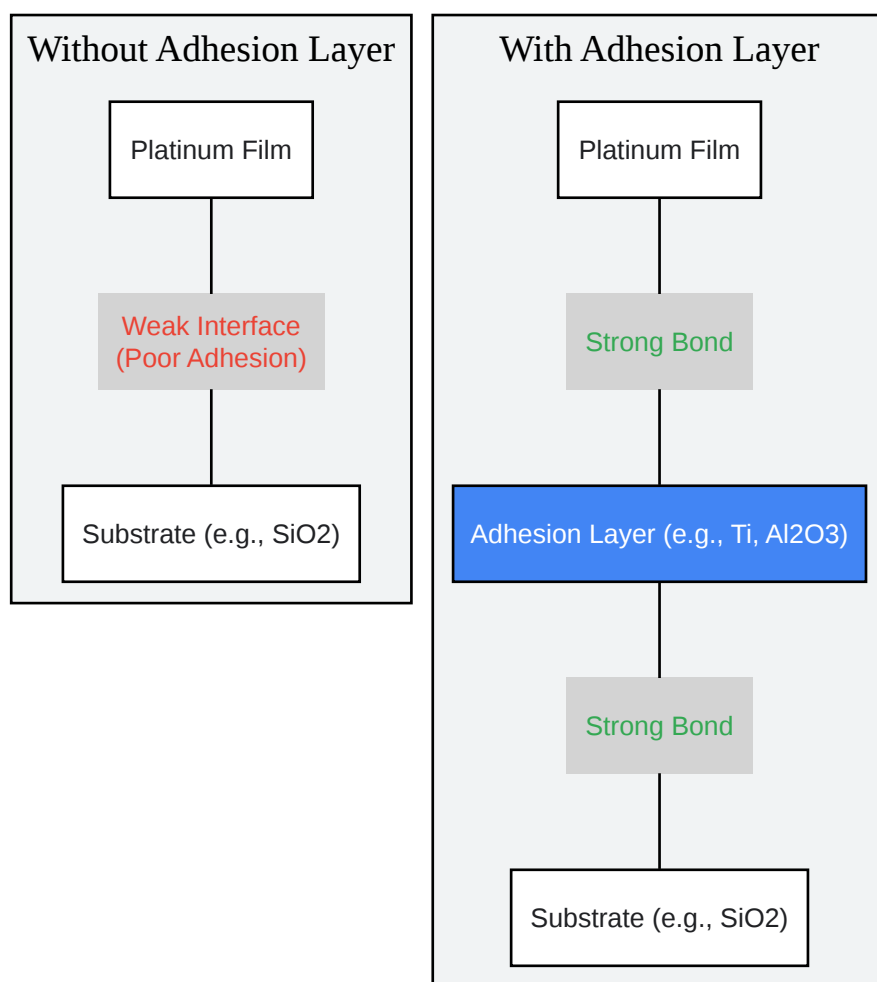 Without Adhesion Layer
Platinum Film
Weak Interface
(Poor Adhesion)
Substrate (e.g., SiO2)
With Adhesion Layer
Platinum Film
Strong Bond
Adhesion Layer (e.g., Ti, Al2O3)
Strong Bond
Substrate (e.g., SiO2)